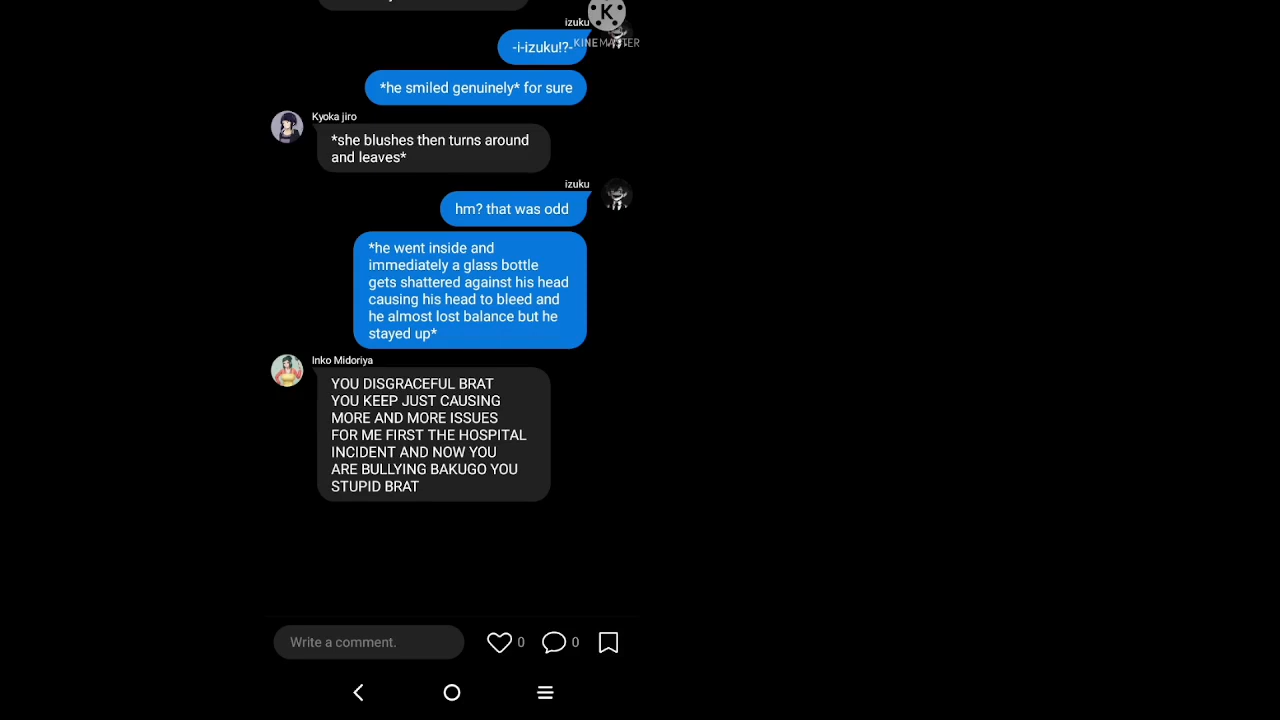 izuku
K
KINEMASTER
-i-izuku!?-
*he smiled genuinely* for sure
Kyoka jiro
*she blushes then turns around
and leaves*
izuku
hm? that was odd
*he went inside and
immediately a glass bottle
gets shattered against his head
causing his head to bleed and
he almost lost balance but he
stayed up*
Inko Midoriya
YOU DISGRACEFUL BRAT
YOU KEEP JUST CAUSING
MORE AND MORE ISSUES
FOR ME FIRST THE HOSPITAL
INCIDENT AND NOW YOU
ARE BULLYING BAKUGO YOU
STUPID BRAT
Write a comment.
0
0